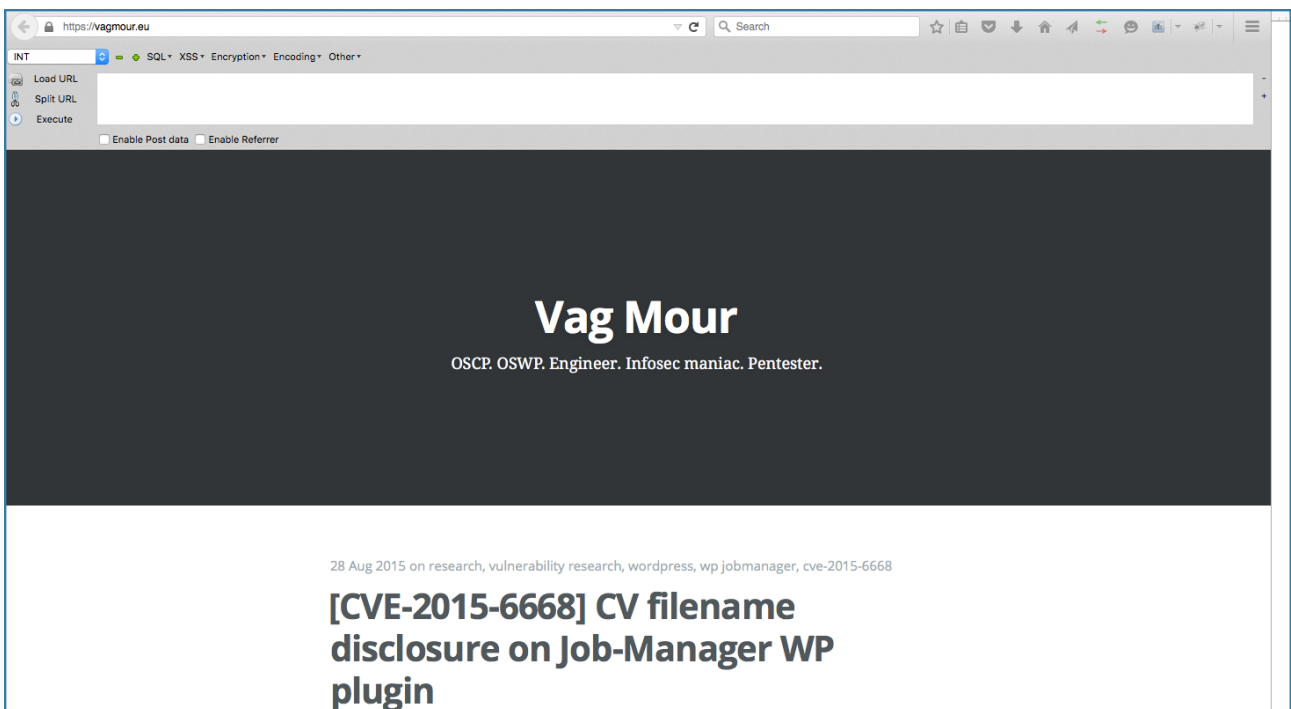 https://vagmour.eu
Search
INT
SQL XSS Encryption Encoding Other
Load URL
Split URL
Execute
Enable Post data Enable Referrer
Vag Mour
OSCP. OSWP. Engineer. Infosec maniac. Pentester.
28 Aug 2015 on research, vulnerability research, wordpress, wp jobmanager, cve-2015-6668
[CVE-2015-6668] CV filename
disclosure on Job-Manager WP
plugin